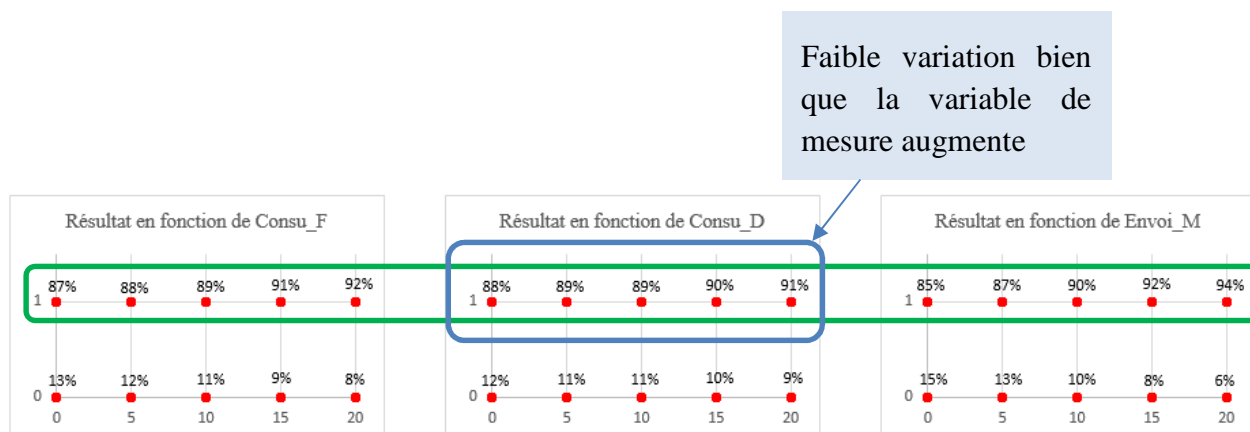 Faible variation bien
que la variable de
mesure augmente
Résultat en fonction de Consu_F
87% 88% 89% 91% 92%
1
13% 12% 11% 9% 8%
0
0 5 10 15 20
Résultat en fonction de Consu_D
88% 89% 89% 90% 91%
1
12% 11% 11% 10% 9%
0
0 5 10 15 20
Résultat en fonction de Envoi_M
85% 87% 90% 92% 94%
1
15% 13% 10% 8% 6%
0
0 5 10 15 20